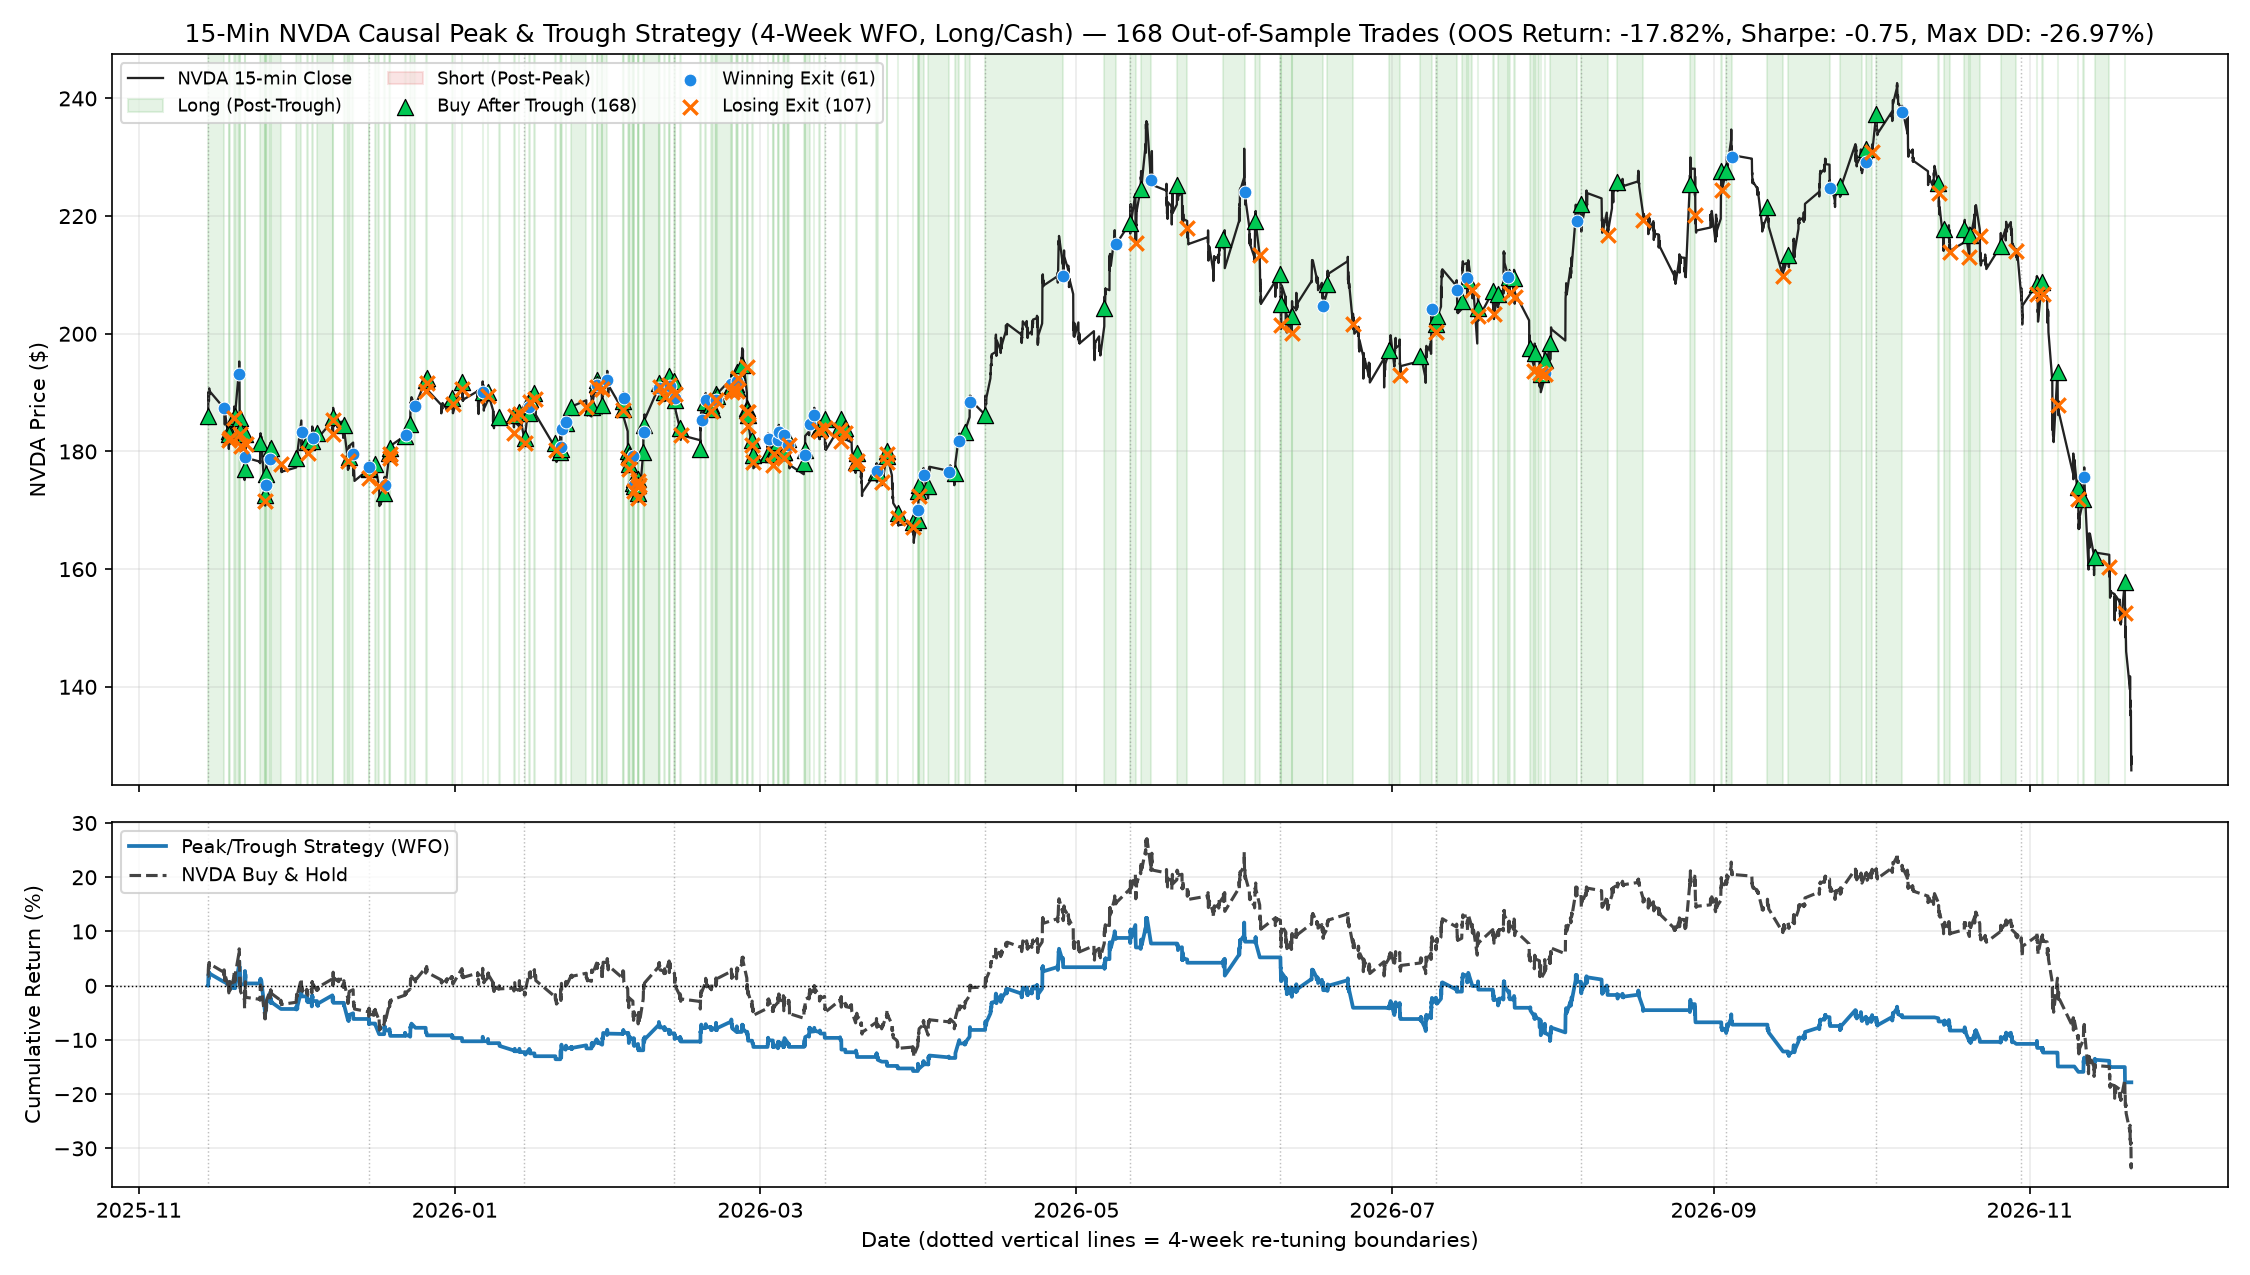 15-Min NVDA Causal Peak & Trough Strategy (4-Week WFO, Long/Cash) — 168 Out-of-Sample Trades (OOS Return: -17.82%, Sharpe: -0.75, Max DD: -26.97%)
NVDA 15-min Close
Long (Post-Trough)
Short (Post-Peak)
Buy After Trough (168)
Winning Exit (61)
Losing Exit (107)
NVDA Price ($)
240
220
200
180
160
140
Peak/Trough Strategy (WFO)
NVDA Buy & Hold
Cumulative Return (%)
30
20
10
0
−10
−20
−30
2025-11
2026-01
2026-03
2026-05
2026-07
2026-09
2026-11
Date (dotted vertical lines = 4-week re-tuning boundaries)